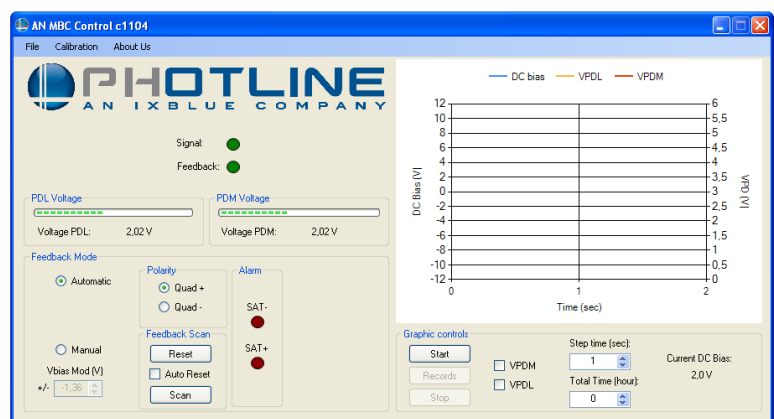 AN MBC Control c1104
File Calibration About Us
PHOTLINE
AN IXBLUE COMPANY
Signal:
Feedback:
PDL Voltage
Voltage PDL: 2,02 V
PDM Voltage
Voltage PDM: 2,02 V
Feedback Mode
Automatic
Manual
Vbias Mod (V)
+/- -1,36
Polarity
Quad +
Quad -
Alarm
SAT-
SAT+
Feedback Scan
Reset
Auto Reset
Scan
DC bias VPDL VPDM
12
10
8
6
4
2
0
-2
-4
-6
-8
-10
-12
DC Bias [V]
6
5,5
5
4,5
4
3,5
3
2,5
2
1,5
1
0,5
0
VPD [V]
0 1 2
Time (sec)
Graphic controls
Start
Records
Stop
VPDM
VPDL
Step time (sec):
1
Total Time (hour):
0
Current DC Bias:
2,0 V